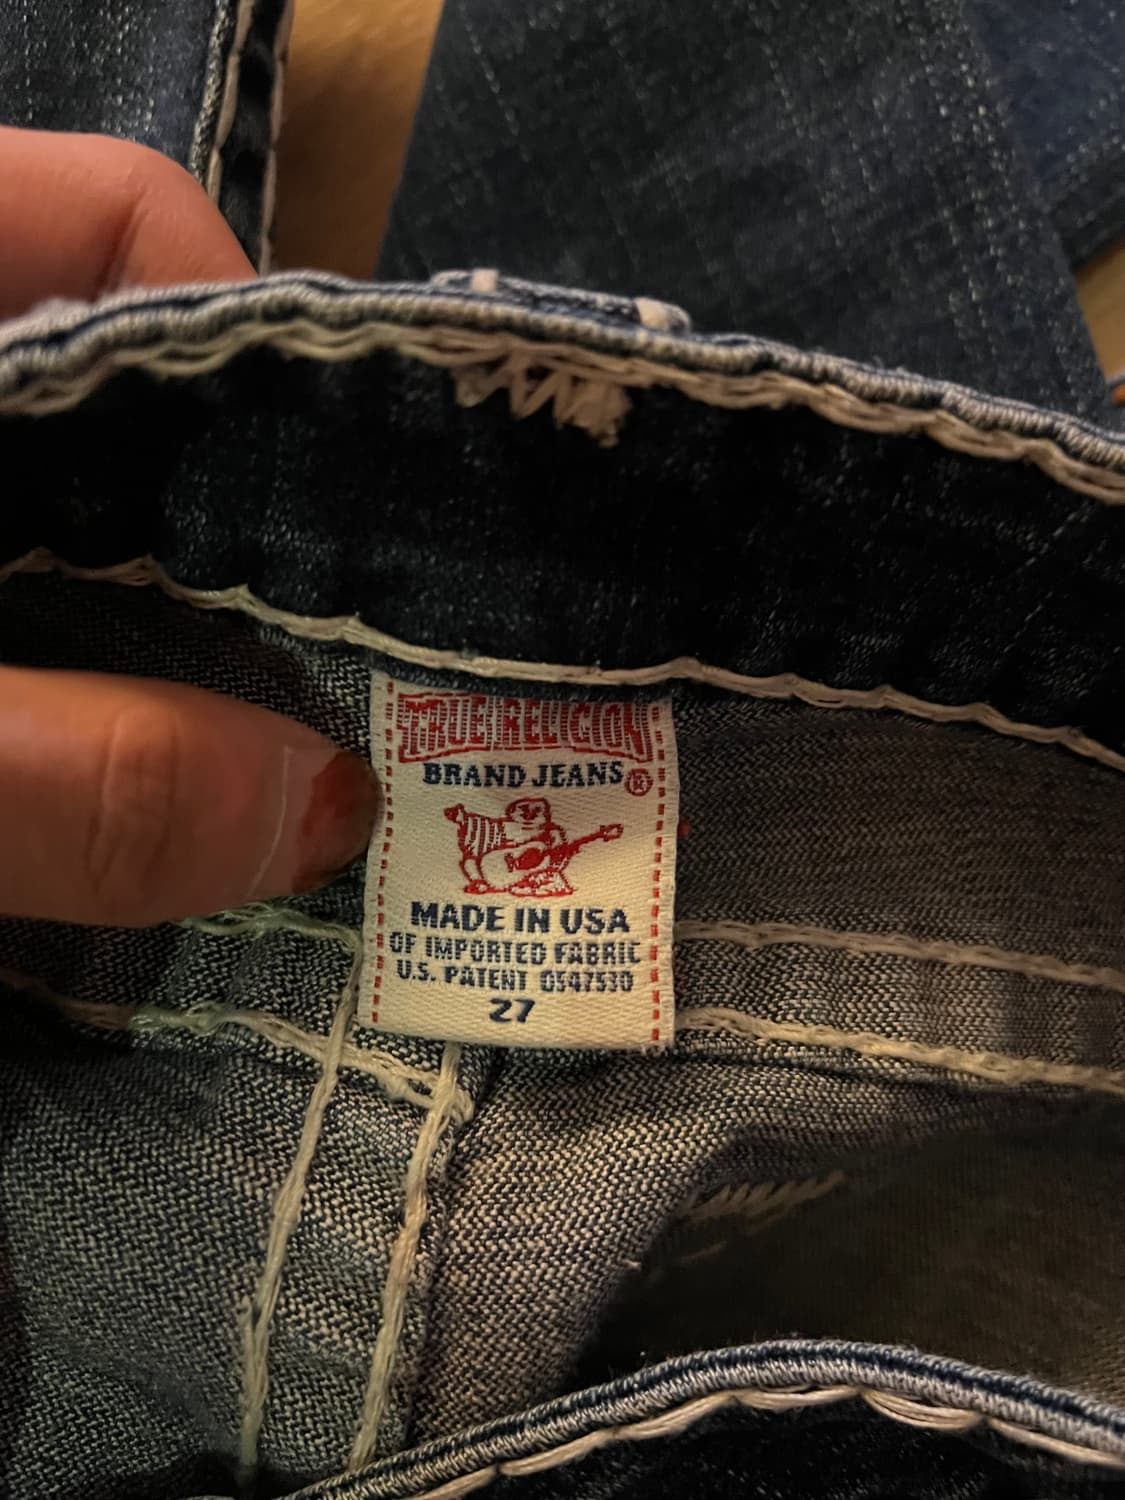 TRUE RELIGION
BRAND JEANS®
MADE IN USA
OF IMPORTED FABRIC
U.S. PATENT 0547530
27